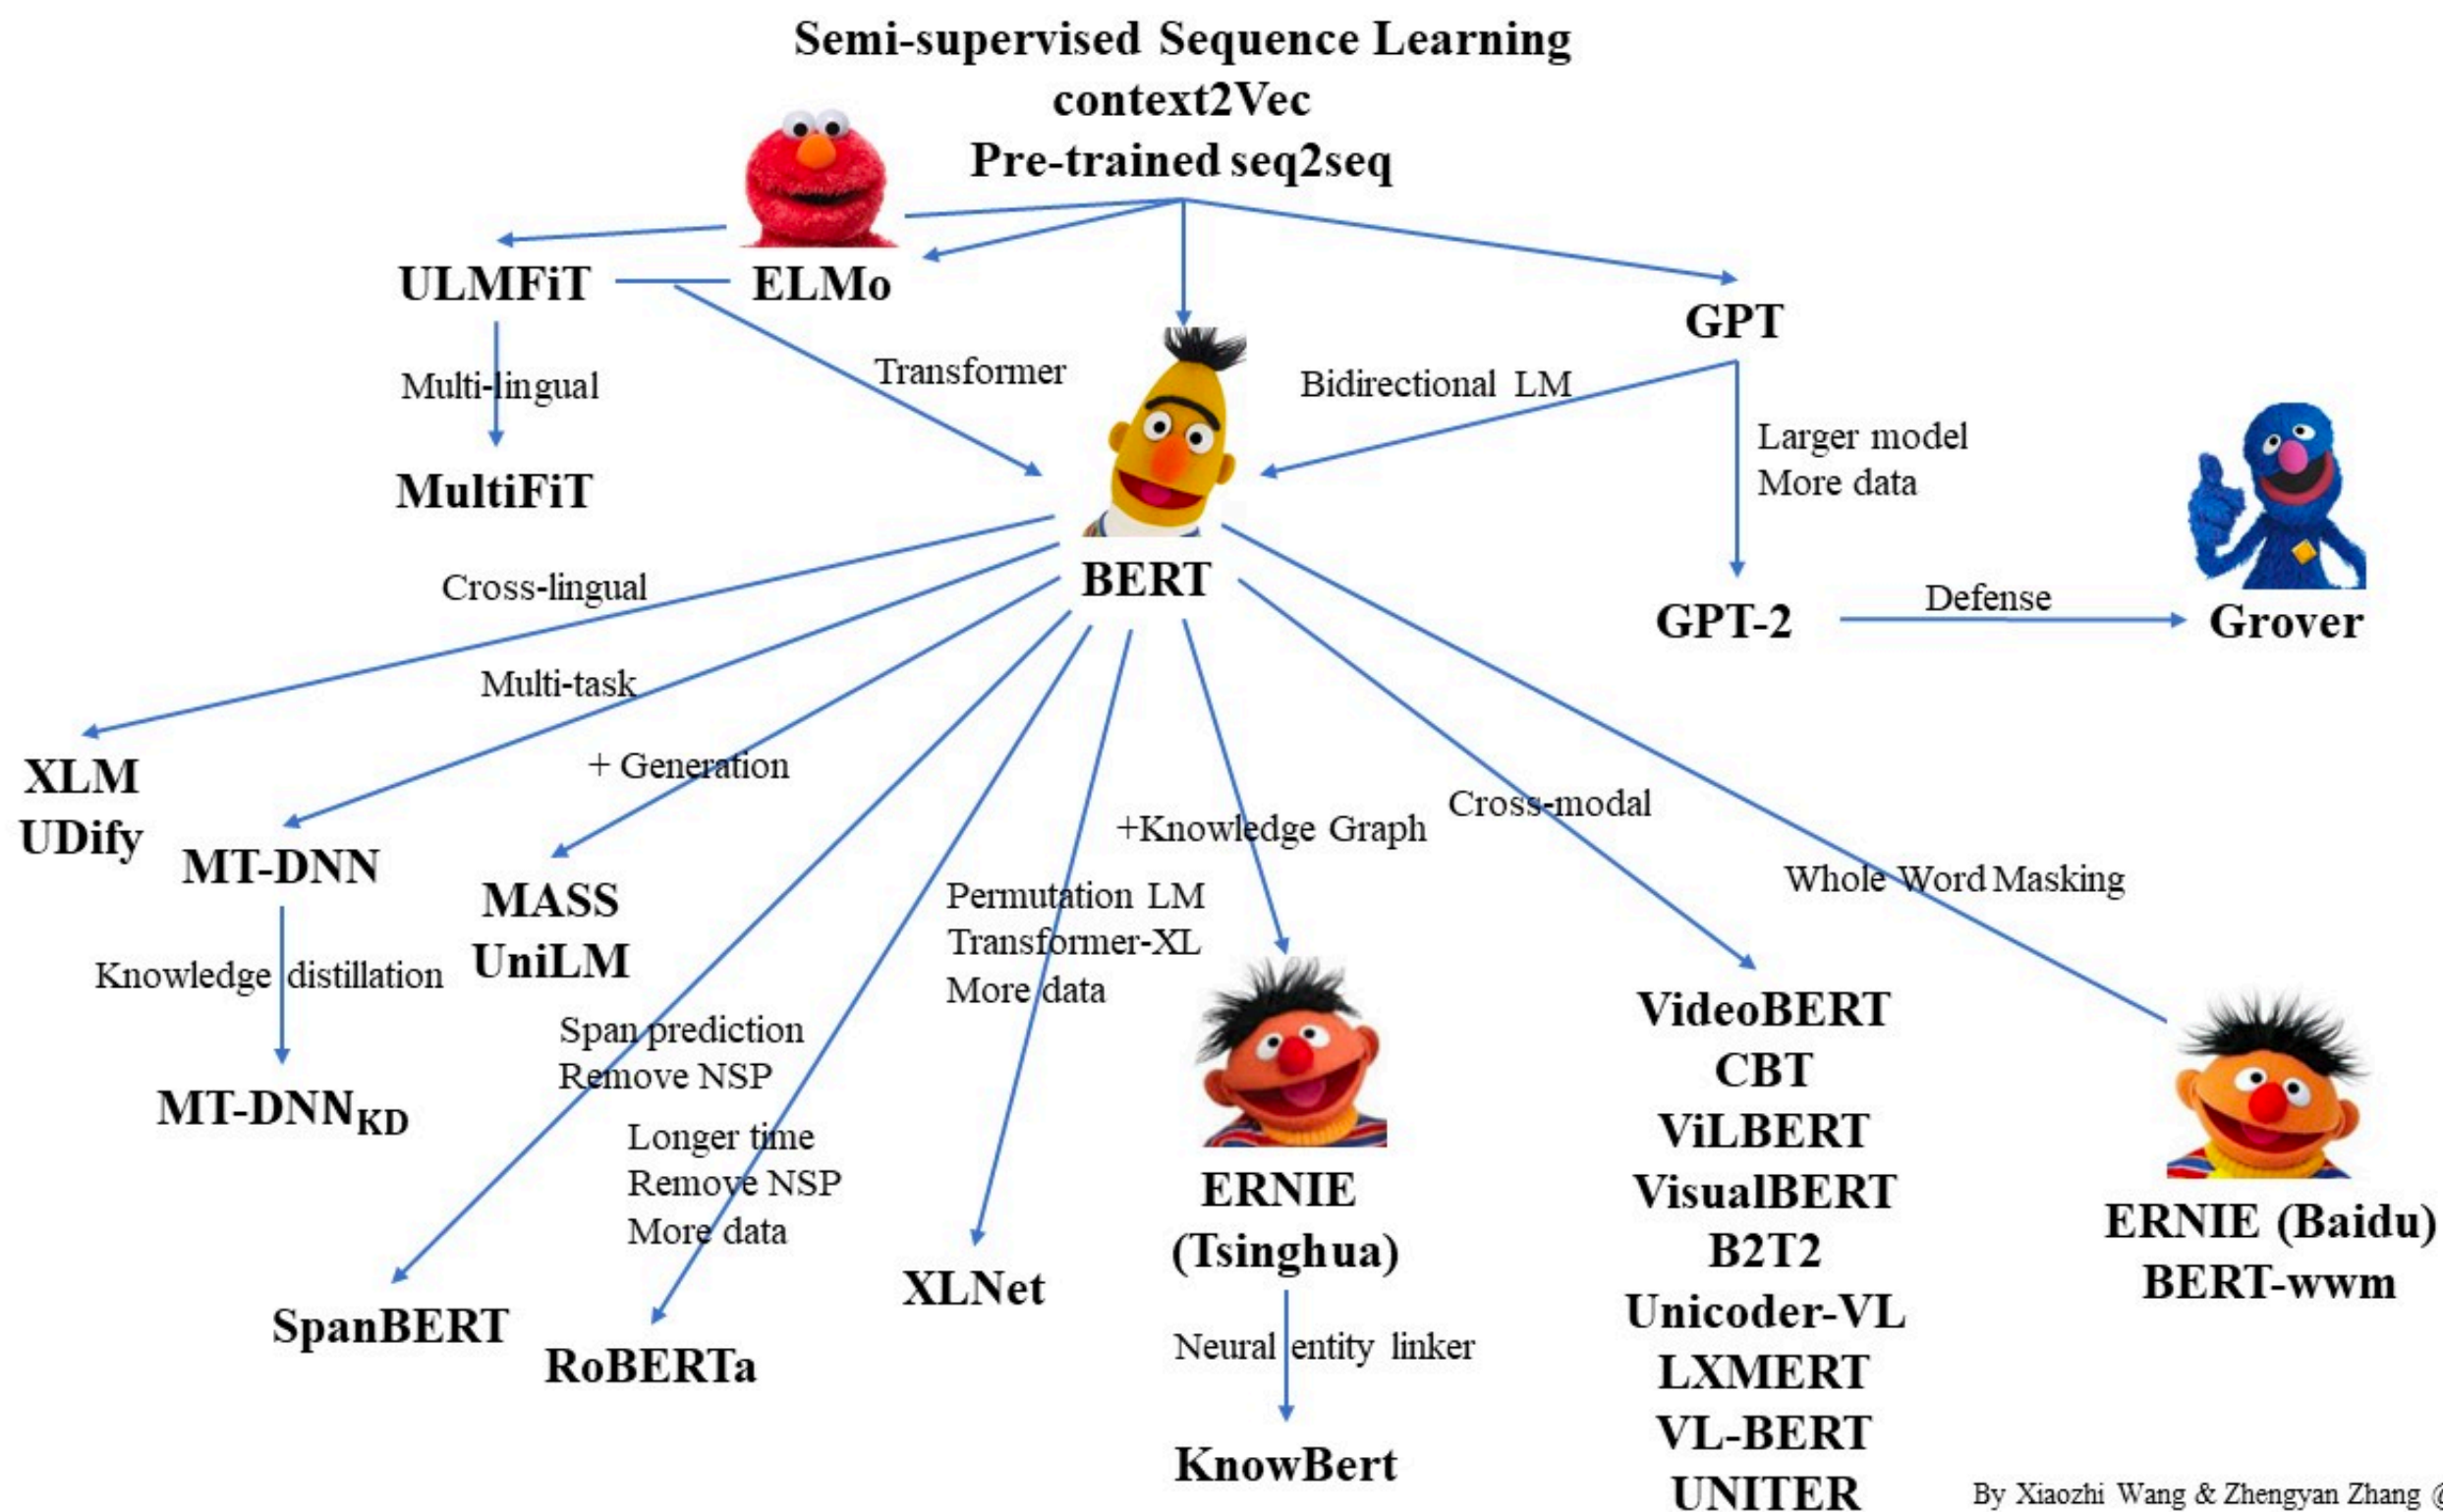 Semi-supervised Sequence Learning
context2Vec
Pre-trained seq2seq
ULMFiT
ELMo
GPT
Multi-lingual
Transformer
Bidirectional LM
Larger model
More data
MultiFiT
BERT
Cross-lingual
GPT-2
Defense
Grover
Multi-task
XLM
UDify
+ Generation
MT-DNN
+Knowledge Graph
Cross-modal
Whole Word Masking
MASS
UniLM
Permutation LM
Transformer-XL
More data
Knowledge distillation
Span prediction
Remove NSP
MT-DNNKD
Longer time
Remove NSP
More data
SpanBERT
RoBERTa
XLNet
ERNIE
(Tsinghua)
Neural entity linker
KnowBert
VideoBERT
CBT
ViLBERT
VisualBERT
B2T2
Unicoder-VL
LXMERT
VL-BERT
UNITER
ERNIE (Baidu)
BERT-wwm
By Xiaozhi Wang & Zhengyan Zhang @